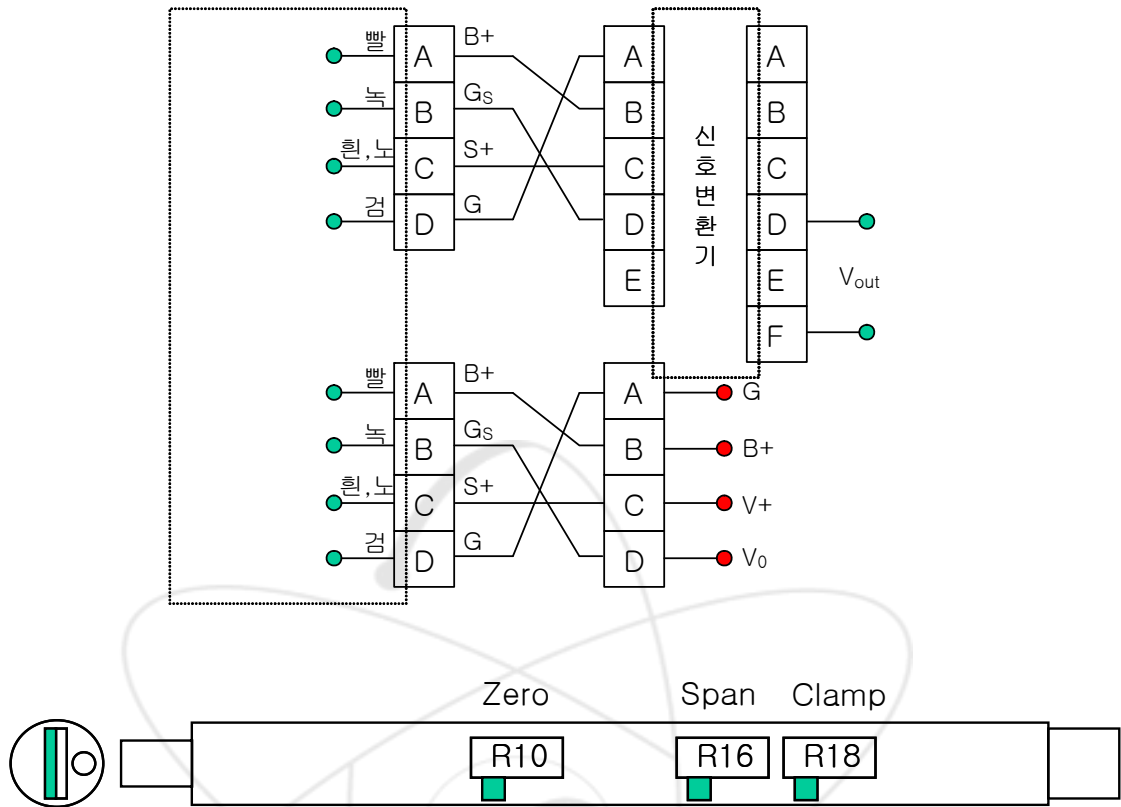 빨 A B+ A A
녹 B Gs B B
흰,노 C S+ C C
검 D G D D
E E Vout
F
신호변환기
빨 A B+ A G
녹 B Gs B B+
흰,노 C S+ C V+
검 D G D V0
Zero Span Clamp
R10 R16 R18